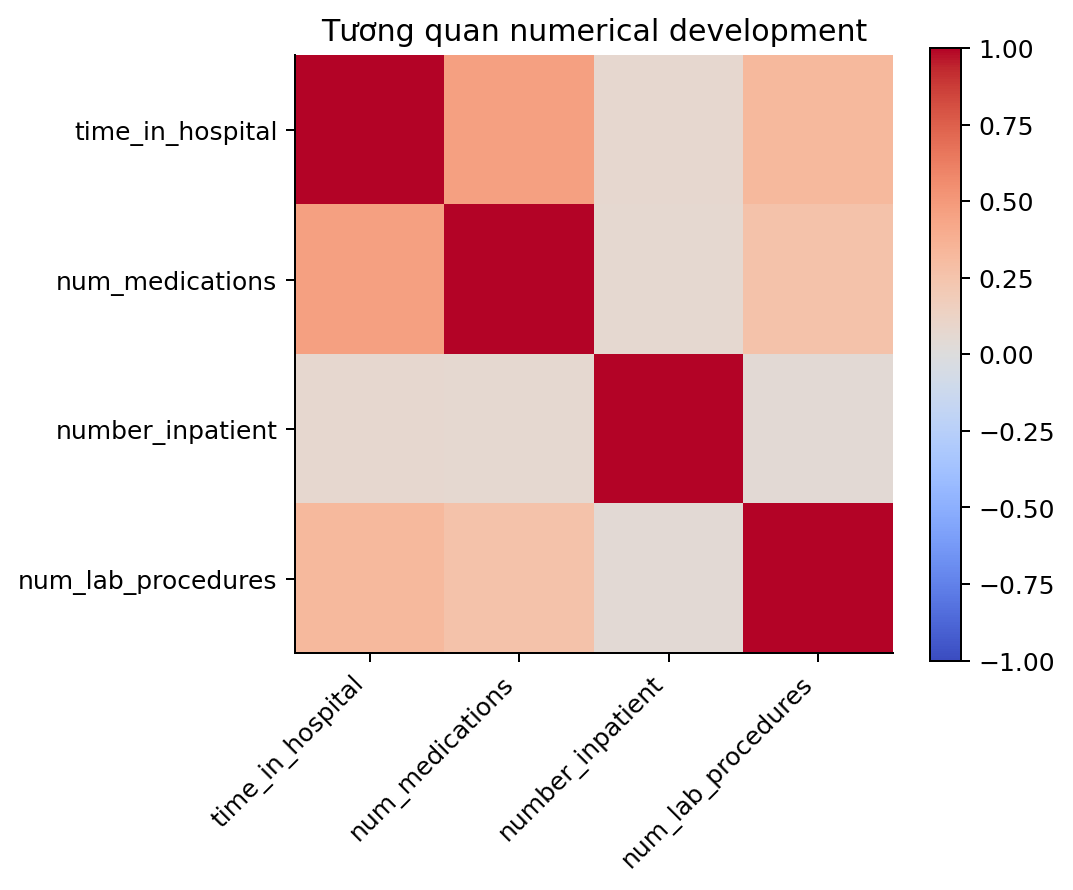 Tương quan numerical development
time_in_hospital
num_medications
number_inpatient
num_lab_procedures
time_in_hospital
num_medications
number_inpatient
num_lab_procedures
1.00
0.75
0.50
0.25
0.00
−0.25
−0.50
−0.75
−1.00